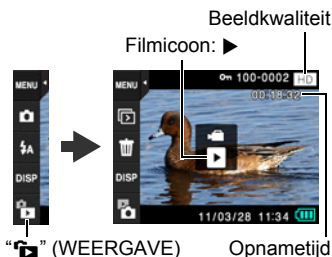 Beeldkwaliteit
Filmicoon: ▶
MENU
4A
DISP
MENU
100-0002 HD
00:18:32
DISP
11/03/28 11:34
“ ” (WEERGAVE)
Opnametijd